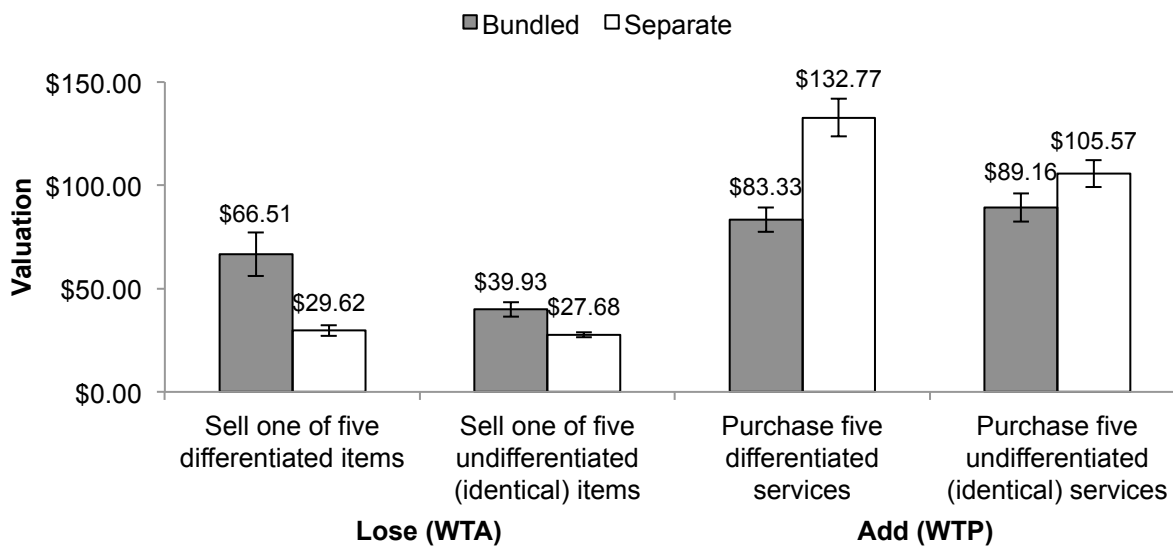 Bundled Separate
$150.00
$132.77
$105.57
$100.00
$89.16
$83.33
$66.51
$50.00
$39.93
$29.62
$27.68
$0.00
Valuation
Sell one of five
differentiated items
Sell one of five
undifferentiated
(identical) items
Purchase five
differentiated
services
Purchase five
undifferentiated
(identical) services
Lose (WTA)
Add (WTP)